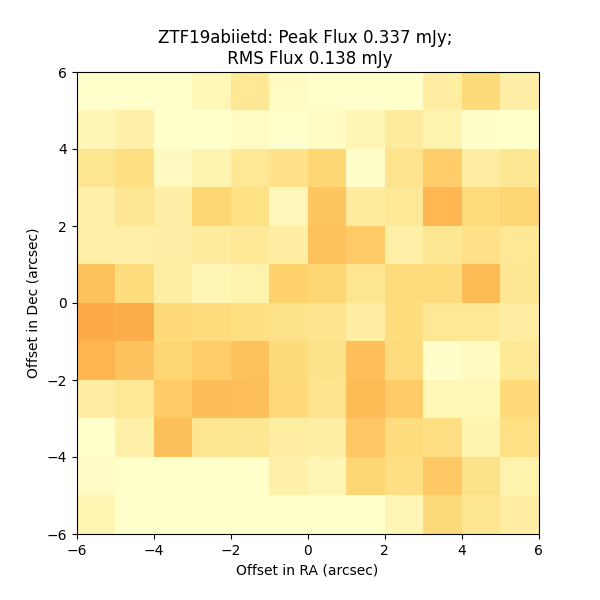 ZTF19abiietd: Peak Flux 0.337 mJy;
RMS Flux 0.138 mJy
6
4
2
0
−2
−4
−6
Offset in Dec (arcsec)
−6 −4 −2 0 2 4 6
Offset in RA (arcsec)